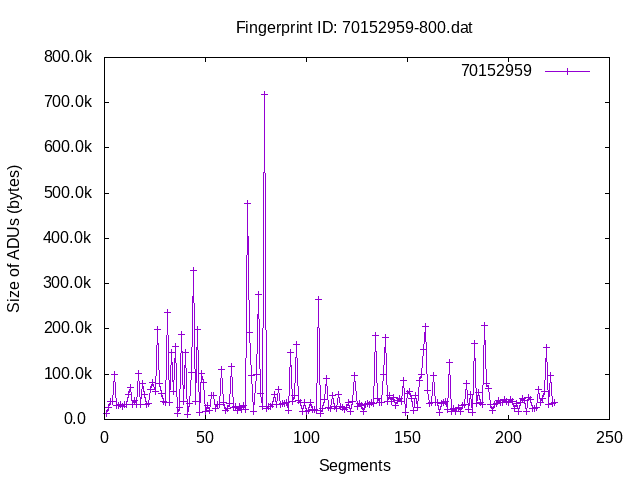 Fingerprint ID: 70152959-800.dat
800.0k
70152959
700.0k
600.0k
500.0k
400.0k
300.0k
200.0k
100.0k
0.0
Size of ADUs (bytes)
0 50 100 150 200 250
Segments